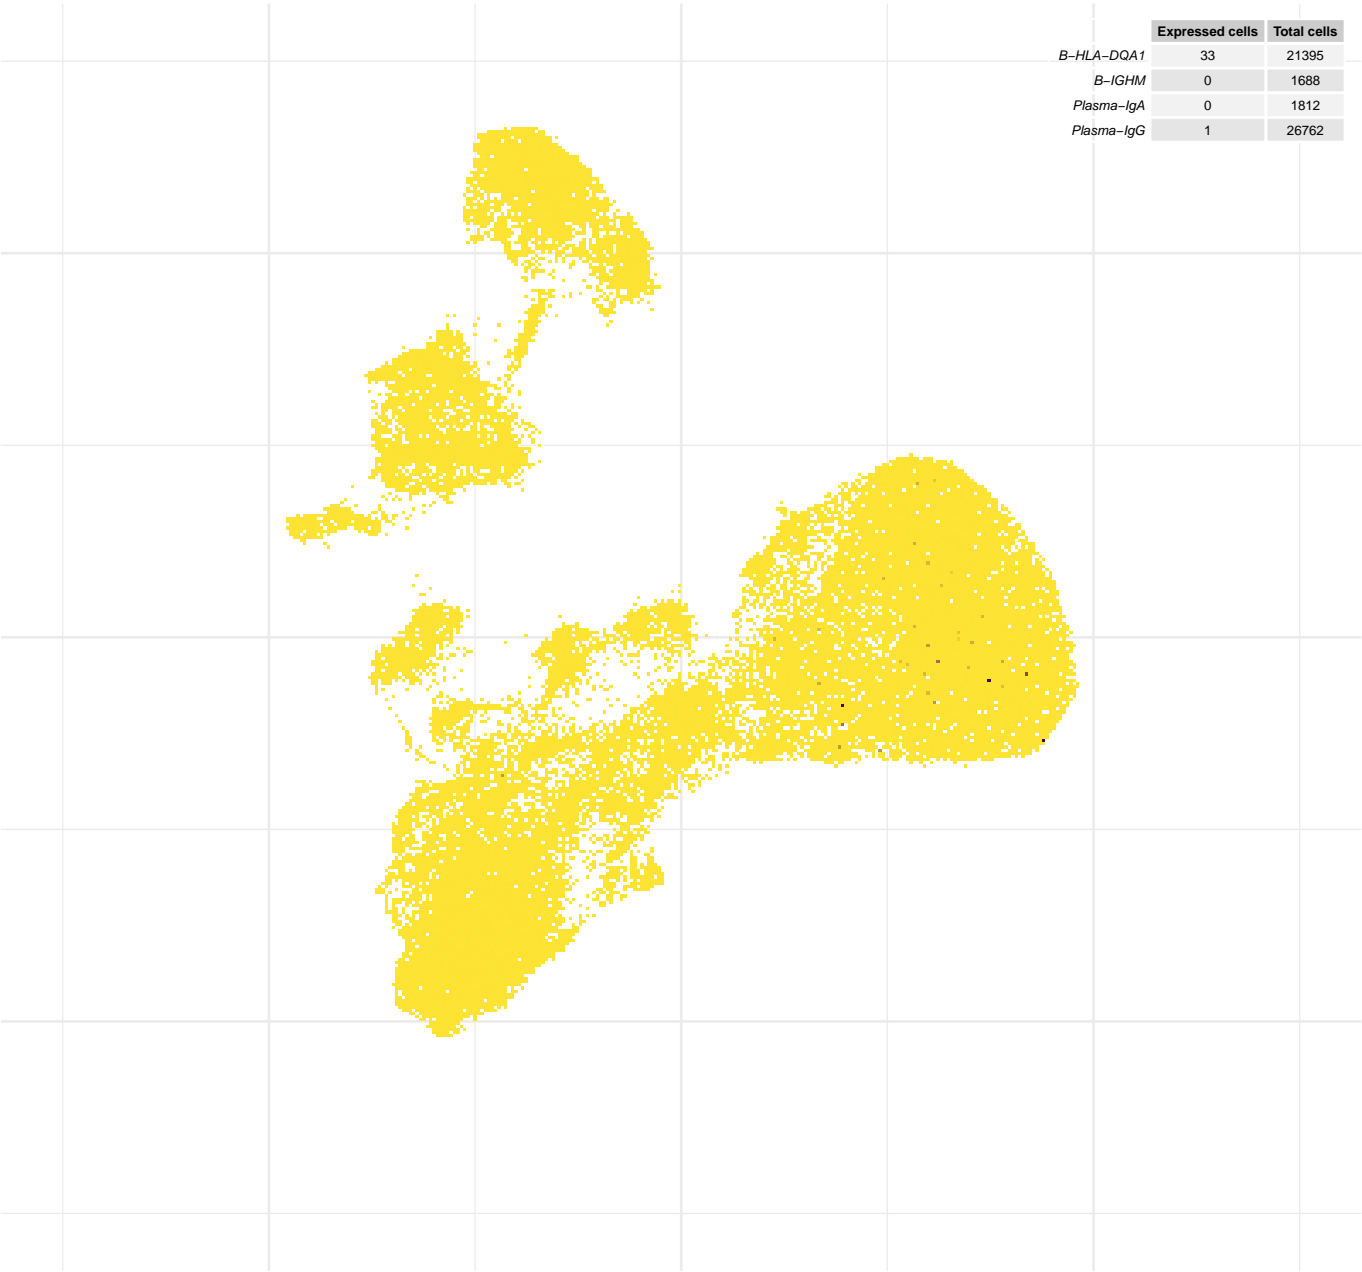 Expressed cells Total cells
B−HLA−DQA1 33 21395
B−IGHM 0 1688
Plasma−IgA 0 1812
Plasma−IgG 1 26762